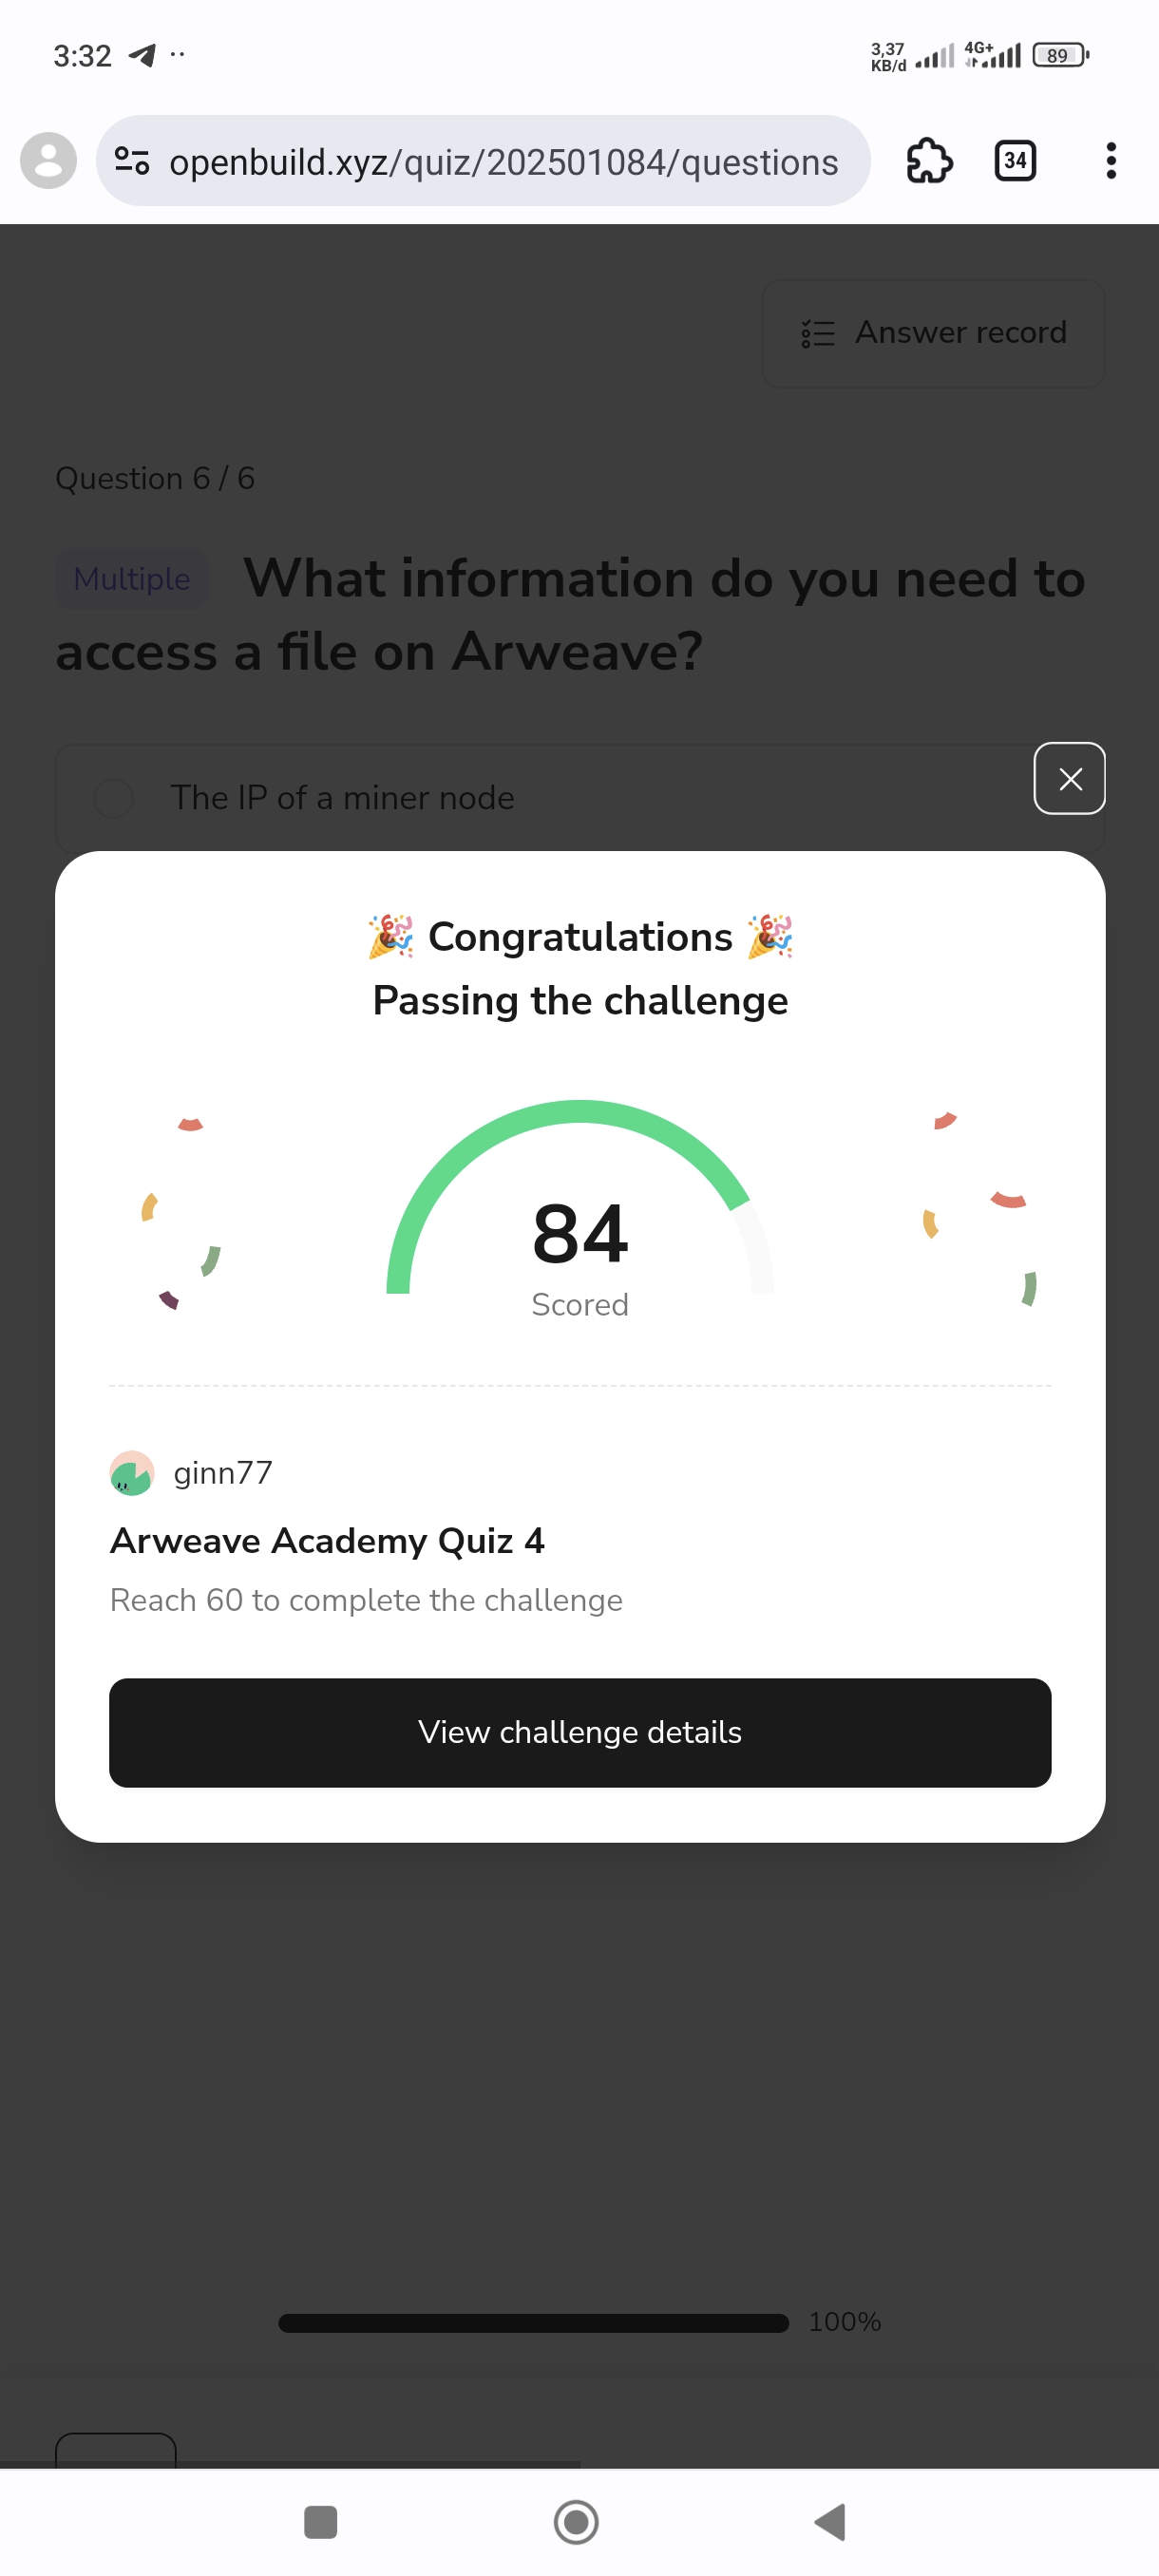 3:32
3,37
KB/d
4G+
89
openbuild.xyz/quiz/202501084/questions
34
Answer record
Question 6 / 6
Multiple What information do you need to
access a file on Arweave?
The IP of a miner node
🎉 Congratulations 🎉
Passing the challenge
84
Scored
ginn77
Arweave Academy Quiz 4
Reach 60 to complete the challenge
View challenge details
100%